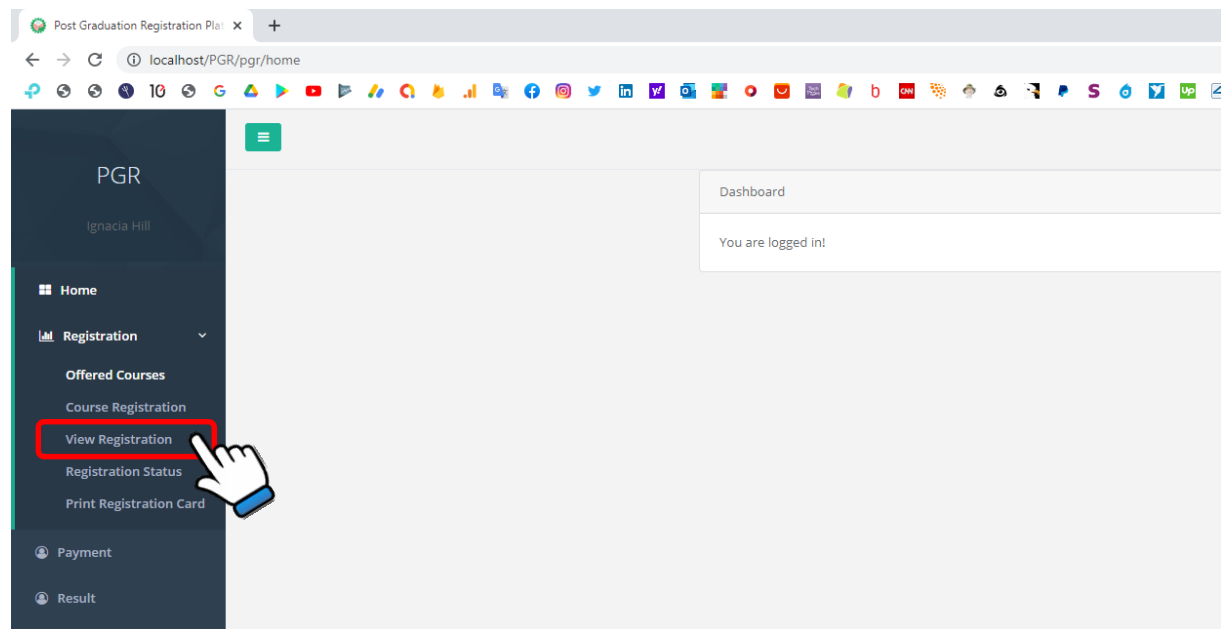 Post Graduation Registration Plat
localhost/PGR/pgr/home
PGR
Ignacia Hill
Home
Registration
Offered Courses
Course Registration
View Registration
Registration Status
Print Registration Card
Payment
Result
Dashboard
You are logged in!